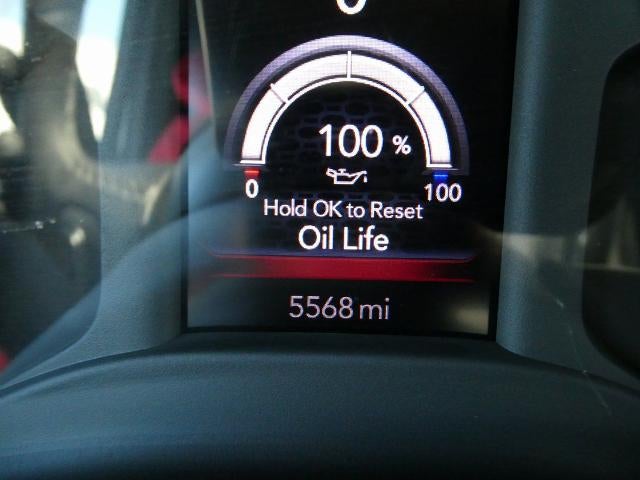 100 %
0 100
Hold OK to Reset
Oil Life
5568 mi